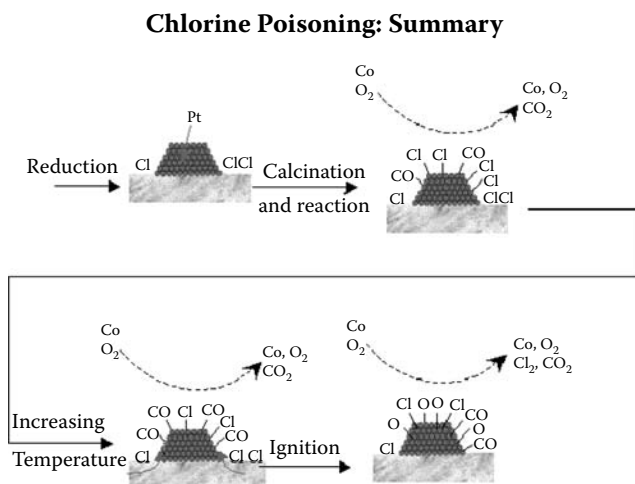 Chlorine Poisoning: Summary
Co
O₂
Co, O₂
CO₂
Pt
Reduction
Cl
ClCl
Calcination
and reaction
Cl
Cl
CO
CO
Cl
Cl
Cl
ClCl
Co
O₂
Co, O₂
CO₂
Co
O₂
Co, O₂
Cl₂, CO₂
Increasing
Temperature
CO
Cl
CO
Cl
CO
CO
Cl
Cl Cl
Ignition
Cl
O
O
Cl
CO
O
O
CO
Cl